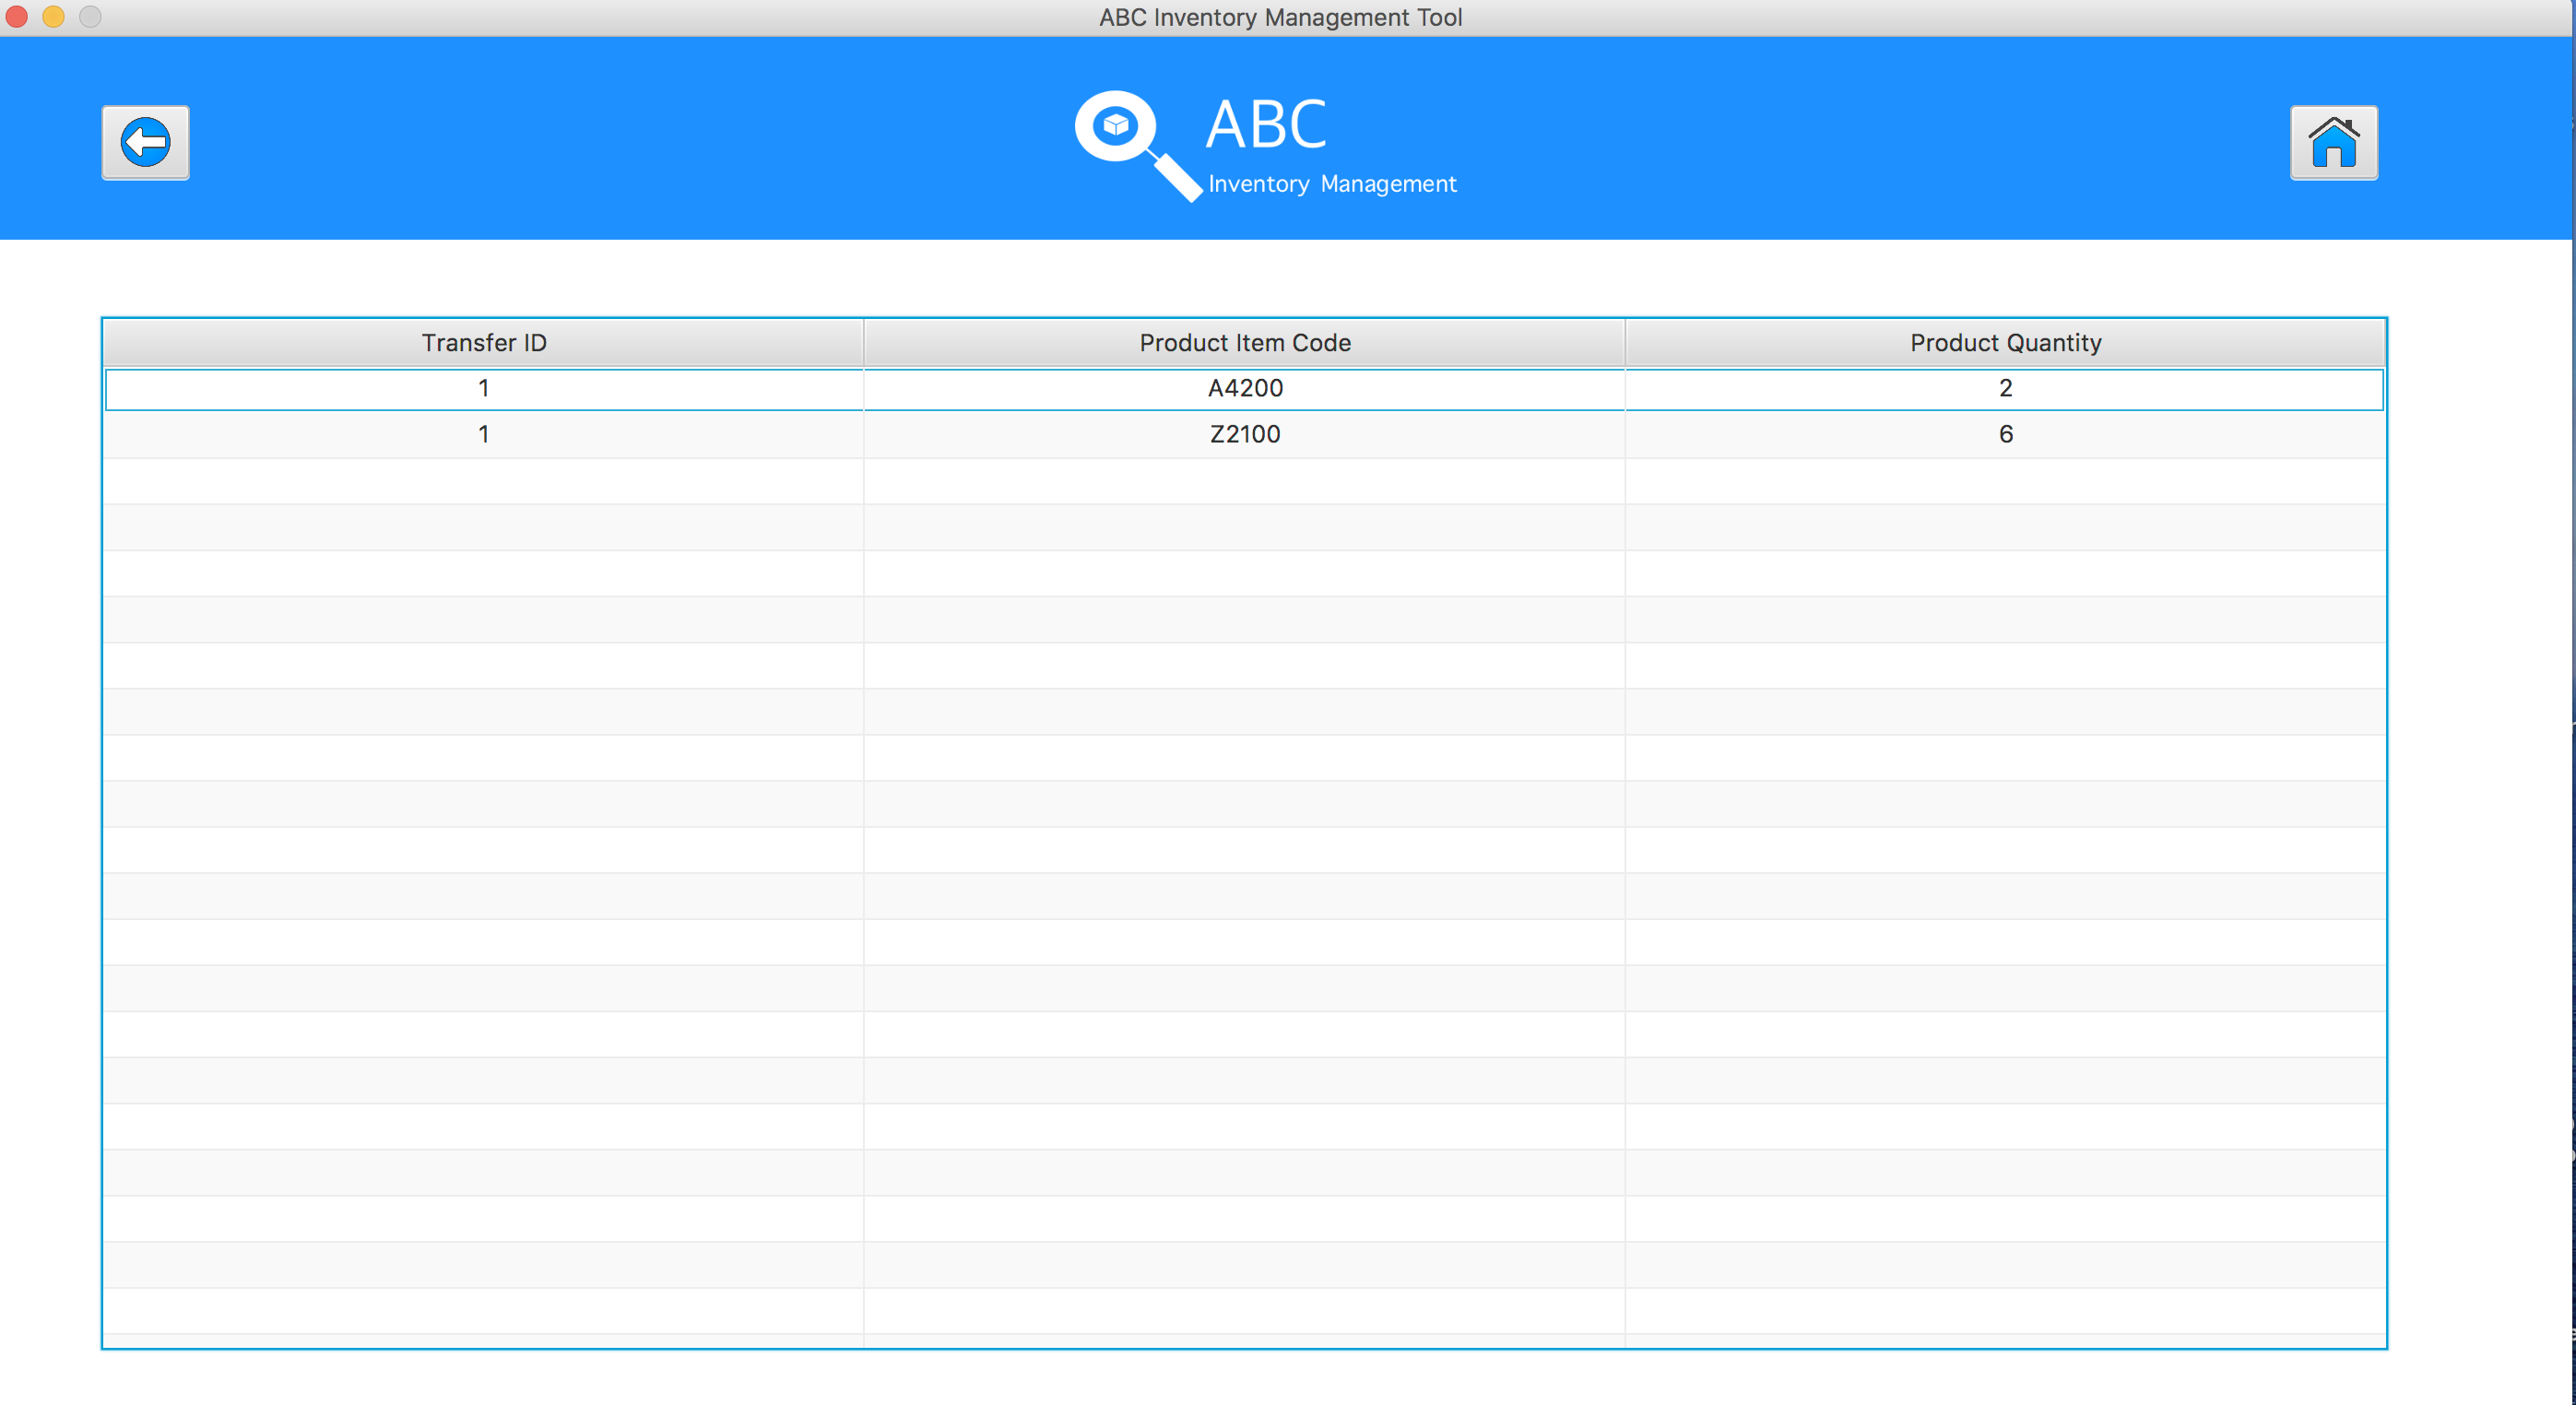 ABC Inventory Management Tool
ABC
Inventory Management
Transfer ID Product Item Code Product Quantity
1 A4200 2
1 Z2100 6